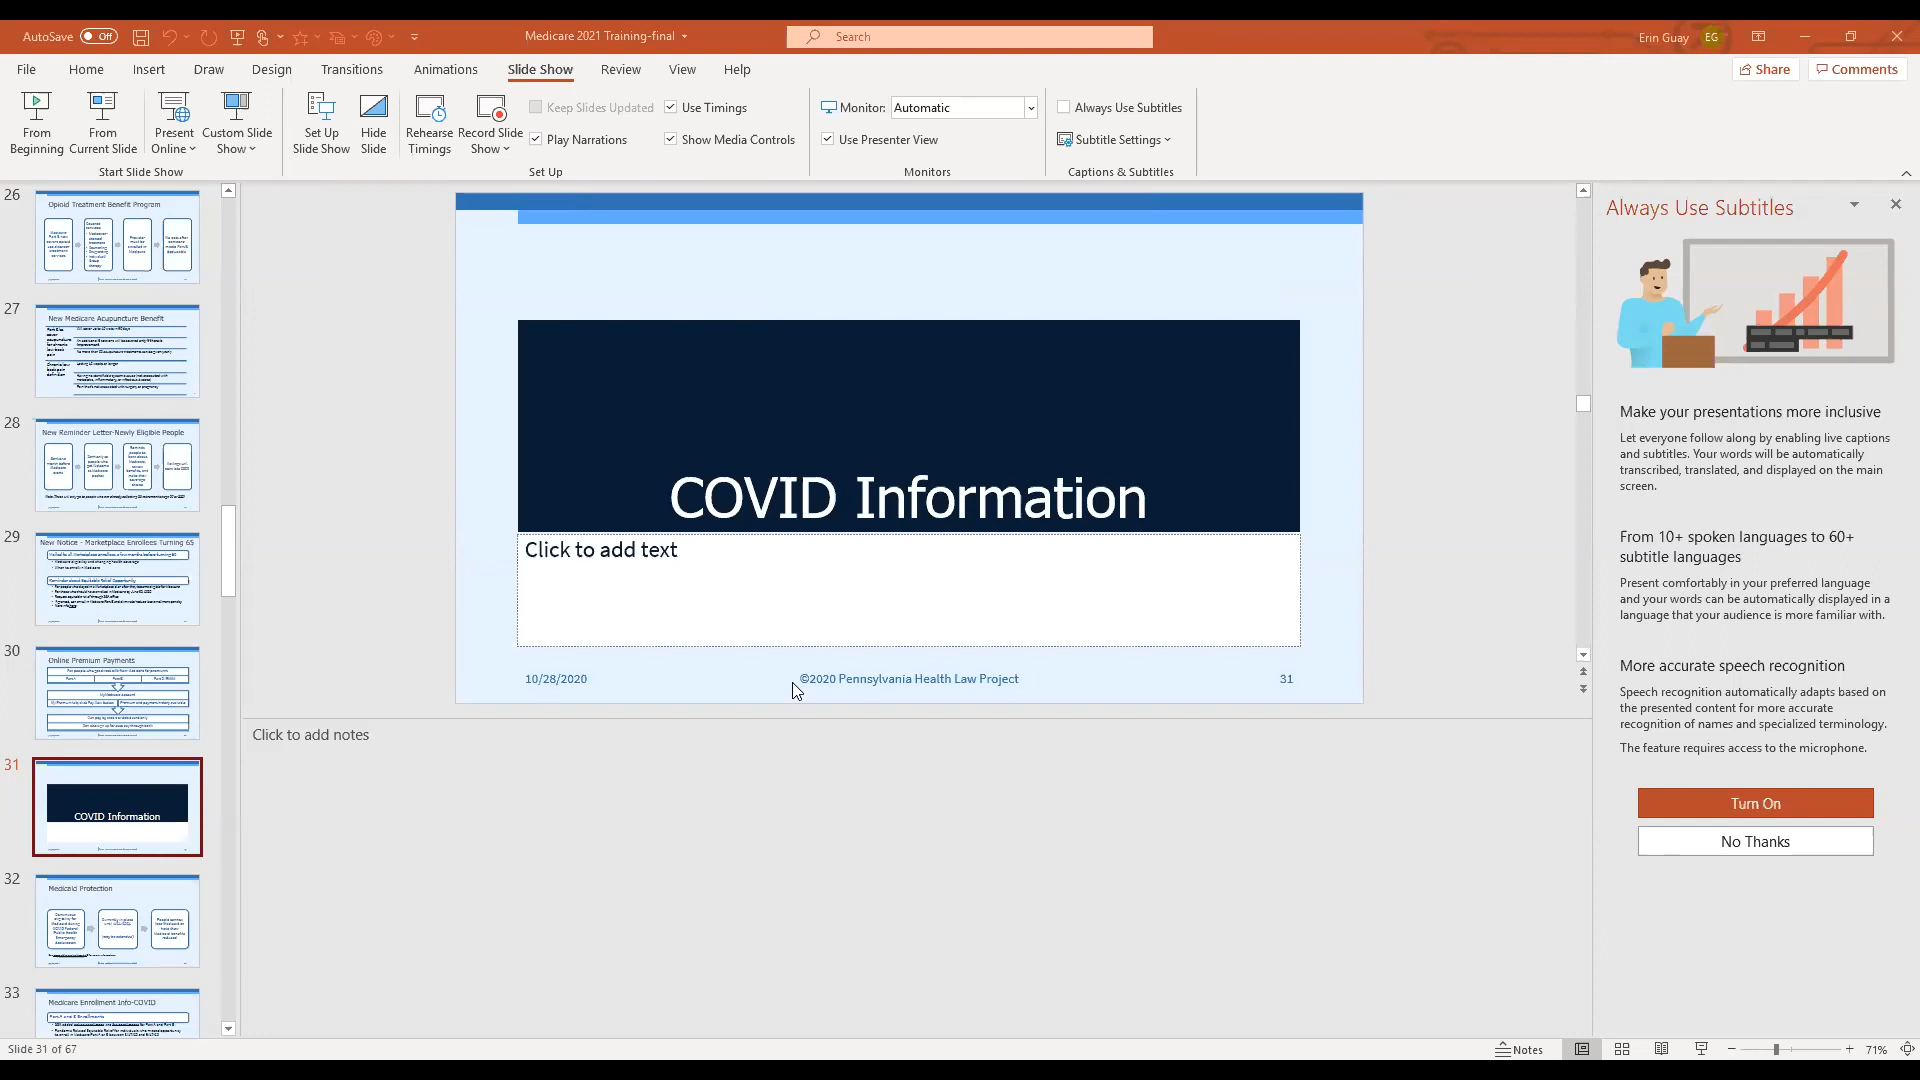 AutoSave Off
Medicare 2021 Training-final
Search
Erin Guay EG
File Home Insert Draw Design Transitions Animations Slide Show Review View Help
Share Comments
From Beginning
From Current Slide
Present Online
Custom Slide Show
Start Slide Show
Set Up Slide Show
Hide Slide
Rehearse Timings
Record Slide Show
Keep Slides Updated
Play Narrations
Use Timings
Show Media Controls
Set Up
Monitor: Automatic
Use Presenter View
Monitors
Always Use Subtitles
Subtitle Settings
Captions & Subtitles
26
Opioid Treatment Benefit Program
27
New Medicare Acupuncture Benefit
28
New Reminder Letter-Newly Eligible People
29
New Notice - Marketplace Enrollees Turning 65
30
Online Premium Payments
31
COVID Information
32
Medicaid Protection
33
Medicare Enrollment Info-COVID
COVID Information
Click to add text
10/28/2020
©2020 Pennsylvania Health Law Project
31
Click to add notes
Always Use Subtitles
Make your presentations more inclusive
Let everyone follow along by enabling live captions
and subtitles. Your words will be automatically
transcribed, translated, and displayed on the main
screen.
From 10+ spoken languages to 60+
subtitle languages
Present comfortably in your preferred language
and your words can be automatically displayed in a
language that your audience is more familiar with.
More accurate speech recognition
Speech recognition automatically adapts based on
the presented content for more accurate
recognition of names and specialized terminology.
The feature requires access to the microphone.
Turn On
No Thanks
Slide 31 of 67
Notes
71%